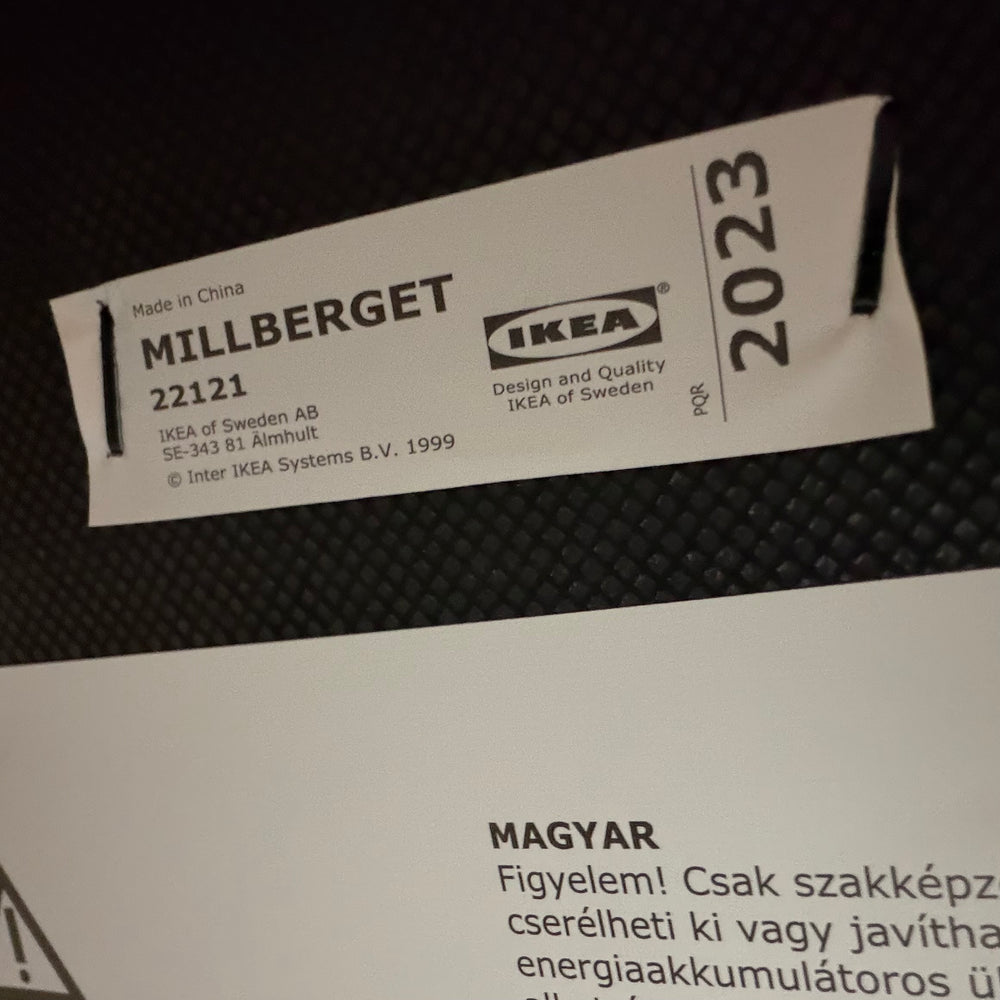 Made in China
MILLBERGET
22121
IKEA of Sweden AB
SE-343 81 Älmhult
© Inter IKEA Systems B.V. 1999
IKEA®
Design and Quality
IKEA of Sweden
PQR
2023
MAGYAR
Figyelem! Csak
cserélheti ki vagy
energiaakkumulátoros